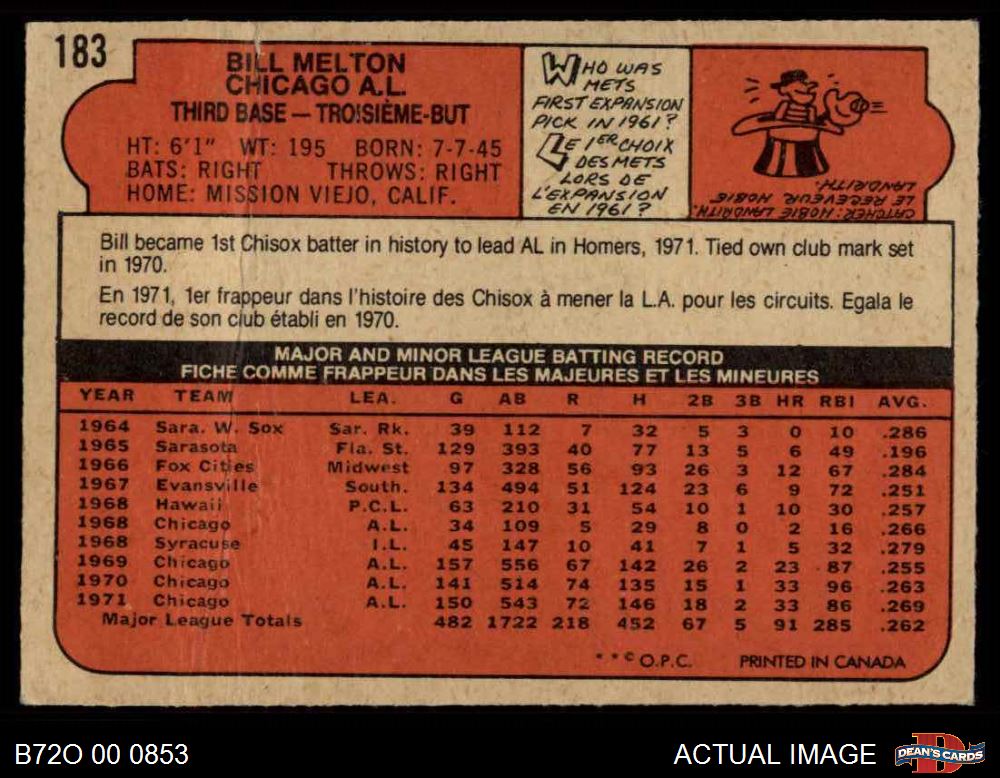 183
BILL MELTON
CHICAGO A.L.
THIRD BASE — TROISIÈME-BUT
HT: 6'1" WT: 195 BORN: 7-7-45
BATS: RIGHT THROWS: RIGHT
HOME: MISSION VIEJO, CALIF.
WHO WAS
METS
FIRST EXPANSION
PICK IN 1961?
LE 1ER CHOIX
DES METS
LORS DE
L'EXPANSION
EN 1961?
CATCHER: HOBIE LANDRITH.
LE RECEVEUR HOBIE
LANDRITH.
Bill became 1st Chisox batter in history to lead AL in Homers, 1971. Tied own club mark set
in 1970.
En 1971, 1er frappeur dans l'histoire des Chisox à mener la L.A. pour les circuits. Egala le
record de son club établi en 1970.
MAJOR AND MINOR LEAGUE BATTING RECORD
FICHE COMME FRAPPEUR DANS LES MAJEURES ET LES MINEURES
YEAR TEAM LEA. G AB R H 2B 3B HR RBI AVG.
1964 Sara. W. Sox Sar. Rk. 39 112 7 32 5 3 0 10 .286
1965 Sarasota Fla. St. 129 393 40 77 13 5 6 49 .196
1966 Fox Cities Midwest 97 328 56 93 26 3 12 67 .284
1967 Evansville South. 134 494 51 124 23 6 9 72 .251
1968 Hawaii P.C.L. 63 210 31 54 10 1 10 30 .257
1968 Chicago A.L. 34 109 5 29 8 0 2 16 .266
1968 Syracuse I.L. 45 147 10 41 7 1 5 32 .279
1969 Chicago A.L. 157 556 67 142 26 2 23 87 .255
1970 Chicago A.L. 141 514 74 135 15 1 33 96 .263
1971 Chicago A.L. 150 543 72 146 18 2 33 86 .269
Major League Totals 482 1722 218 452 67 5 91 285 .262
* * © O.P.C. PRINTED IN CANADA
B72O 00 0853
ACTUAL IMAGE
D
DEAN'S CARDS